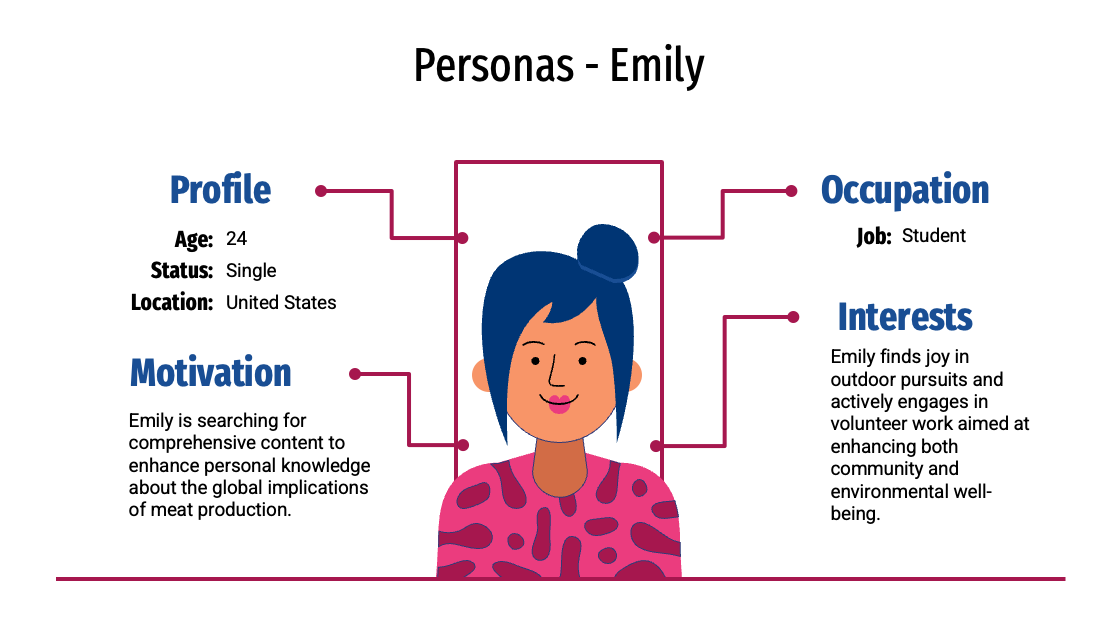 Personas - Emily
Profile
Age: 24
Status: Single
Location: United States
Motivation
Emily is searching for
comprehensive content to
enhance personal knowledge
about the global implications
of meat production.
Occupation
Job: Student
Interests
Emily finds joy in
outdoor pursuits and
actively engages in
volunteer work aimed at
enhancing both
community and
environmental well-
being.